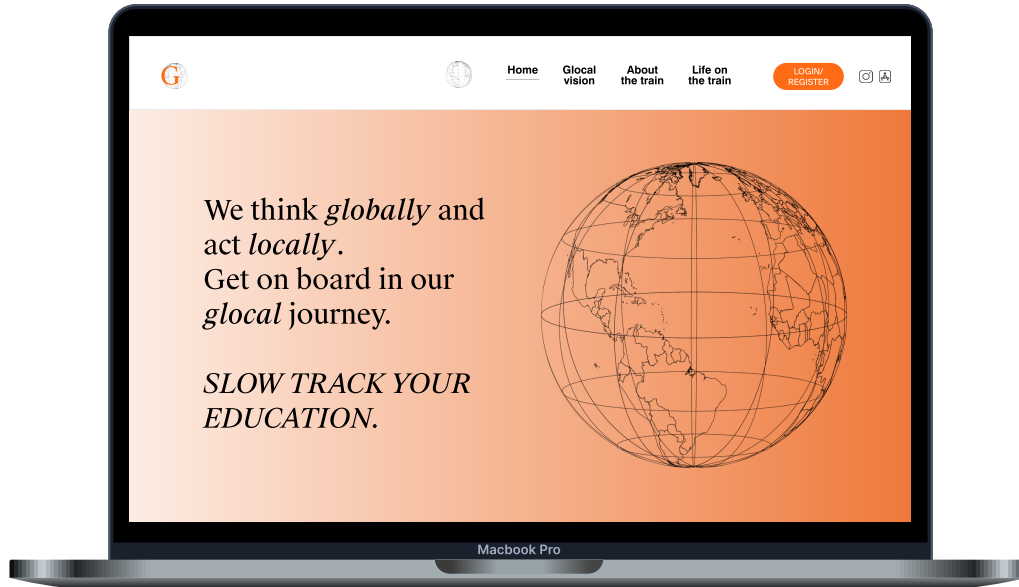 G
Home
Glocal
vision
About
the train
Life on
the train
LOGIN/
REGISTER
We think globally and
act locally.
Get on board in our
glocal journey.
SLOW TRACK YOUR
EDUCATION.
Macbook Pro